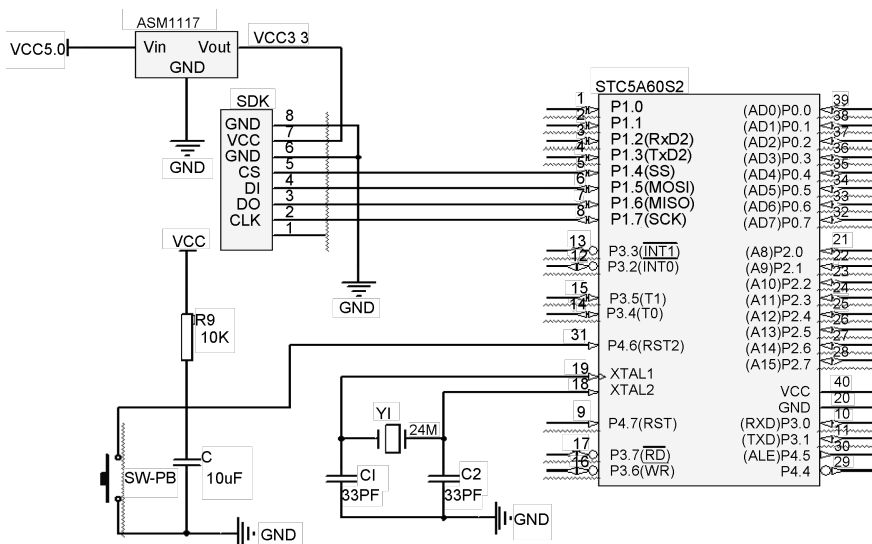 ASM1117
VCC5.0
Vin
Vout
GND
VCC3 3
GND
SDK
GND 8
VCC 7
GND 6
CS 5
DI 4
DO 3
CLK 2
1
GND
VCC
R9
10K
SW-PB
C
10uF
GND
YI
24M
C1
33PF
C2
33PF
GND
STC5A60S2
1 P1.0
2 P1.1
3 P1.2(RxD2)
4 P1.3(TxD2)
5 P1.4(SS)
6 P1.5(MOSI)
7 P1.6(MISO)
8 P1.7(SCK)
13 P3.3(INT1)
12 P3.2(INT0)
15 P3.5(T1)
14 P3.4(T0)
31 P4.6(RST2)
19 XTAL1
18 XTAL2
9 P4.7(RST)
17 P3.7(RD)
16 P3.6(WR)
(AD0)P0.0 39
(AD1)P0.1 38
(AD2)P0.2 37
(AD3)P0.3 36
(AD4)P0.4 35
(AD5)P0.5 34
(AD6)P0.6 33
(AD7)P0.7 32
(A8)P2.0 21
(A9)P2.1 22
(A10)P2.2 23
(A11)P2.3 24
(A12)P2.4 25
(A13)P2.5 26
(A14)P2.6 27
(A15)P2.7 28
VCC 40
GND 20
(RXD)P3.0 10
(TXD)P3.1 11
(ALE)P4.5 30
P4.4 29